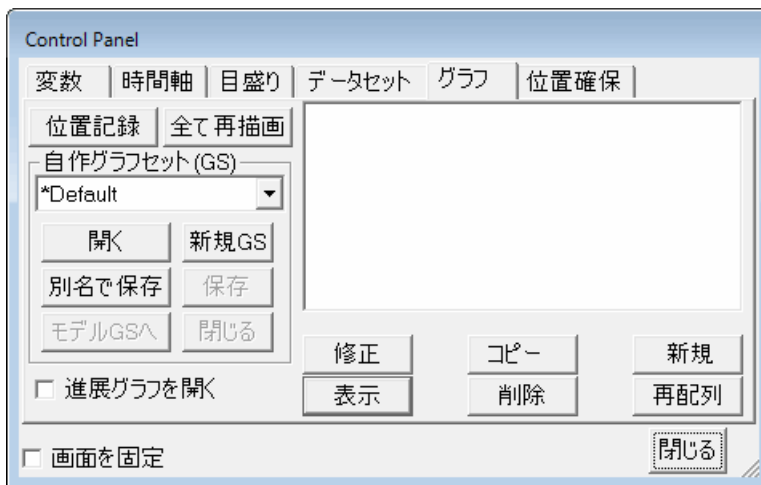 Control Panel
変数 時間軸 目盛り データセット グラフ 位置確保
位置記録 全て再描画
自作グラフセット(GS)
*Default
開く 新規GS
別名で保存 保存
モデルGSへ 閉じる
修正 コピー 新規
進展グラフを開く 表示 削除 再配列
画面を固定 閉じる